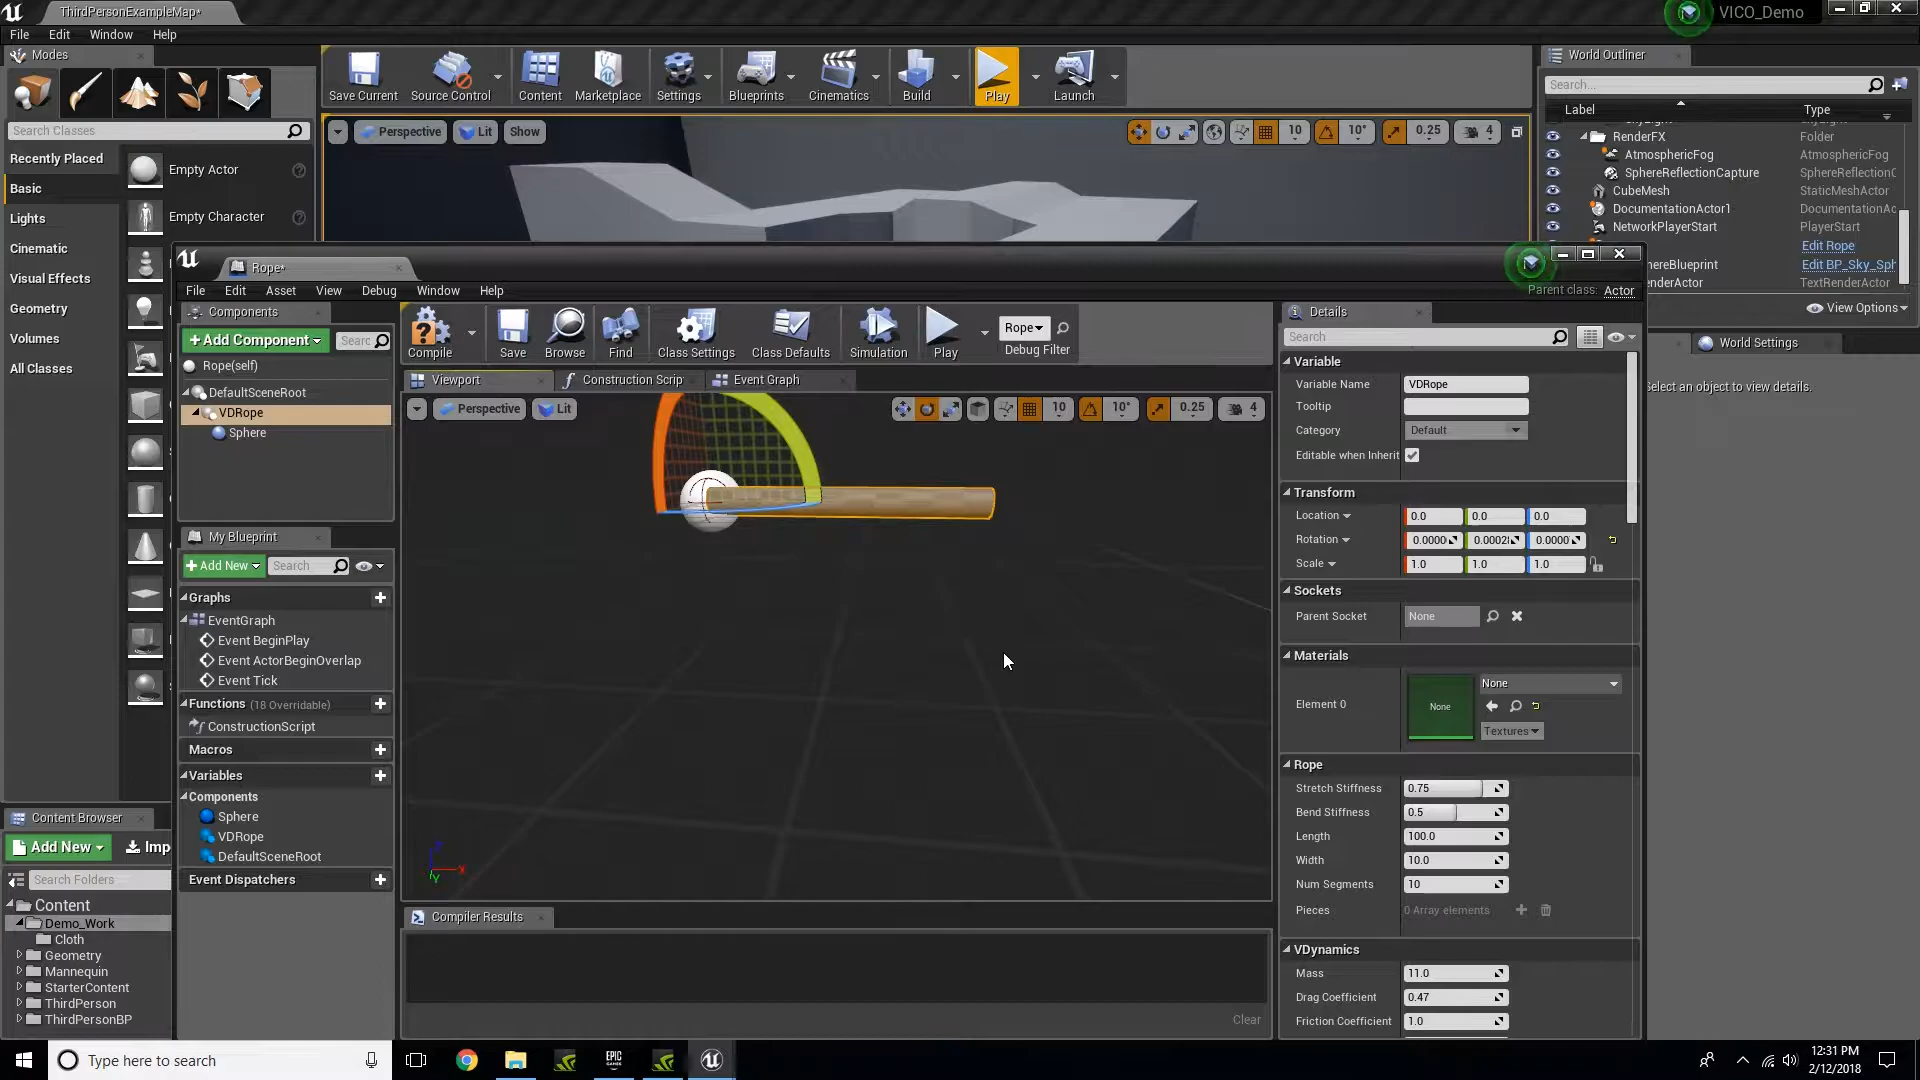 ThirdPersonExampleMap*
VICO_Demo
File Edit Window Help
Modes
Search Classes
Recently Placed
Basic
Lights
Cinematic
Visual Effects
Geometry
Volumes
All Classes
Empty Actor
Empty Character
Save Current
Source Control
Content
Marketplace
Settings
Blueprints
Cinematics
Build
Play
Launch
Perspective Lit Show
10 10° 0.25 4
World Outliner
Search...
Label Type
RenderFX Folder
AtmosphericFog AtmosphericFog
SphereReflectionCapture SphereReflectionC
CubeMesh StaticMeshActor
DocumentationActor1 DocumentationAc
NetworkPlayerStart PlayerStart
Edit Rope
ereBlueprint Edit BP_Sky_Sph
enderActor TextRenderActor
View Options
World Settings
elect an object to view details.
Rope*
File Edit Asset View Debug Window Help
Parent class: Actor
Components
+Add Component Searc
Rope(self)
DefaultSceneRoot
VDRope
Sphere
My Blueprint
+Add New Search
Graphs
EventGraph
Event BeginPlay
Event ActorBeginOverlap
Event Tick
Functions (18 Overridable)
ConstructionScript
Macros
Variables
Components
Sphere
VDRope
DefaultSceneRoot
Event Dispatchers
Compile
Save
Browse
Find
Class Settings
Class Defaults
Simulation
Play
Rope
Debug Filter
Viewport
Construction Scrip
Event Graph
Perspective Lit
10 10° 0.25 4
Z X Y
Compiler Results
Clear
Details
Search
Variable
Variable Name VDRope
Tooltip
Category Default
Editable when Inherit
Transform
Location 0.0 0.0 0.0
Rotation 0.0000 0.0002 0.0000
Scale 1.0 1.0 1.0
Sockets
Parent Socket None
Materials
Element 0 None None
Textures
Rope
Stretch Stiffness 0.75
Bend Stiffness 0.5
Length 100.0
Width 10.0
Num Segments 10
Pieces 0 Array elements
VDynamics
Mass 11.0
Drag Coefficient 0.47
Friction Coefficient 1.0
Content Browser
Add New Imp
Search Folders
Content
Demo_Work
Cloth
Geometry
Mannequin
StarterContent
ThirdPerson
ThirdPersonBP
Type here to search
EPIC
GAMES
12:31 PM
2/12/2018